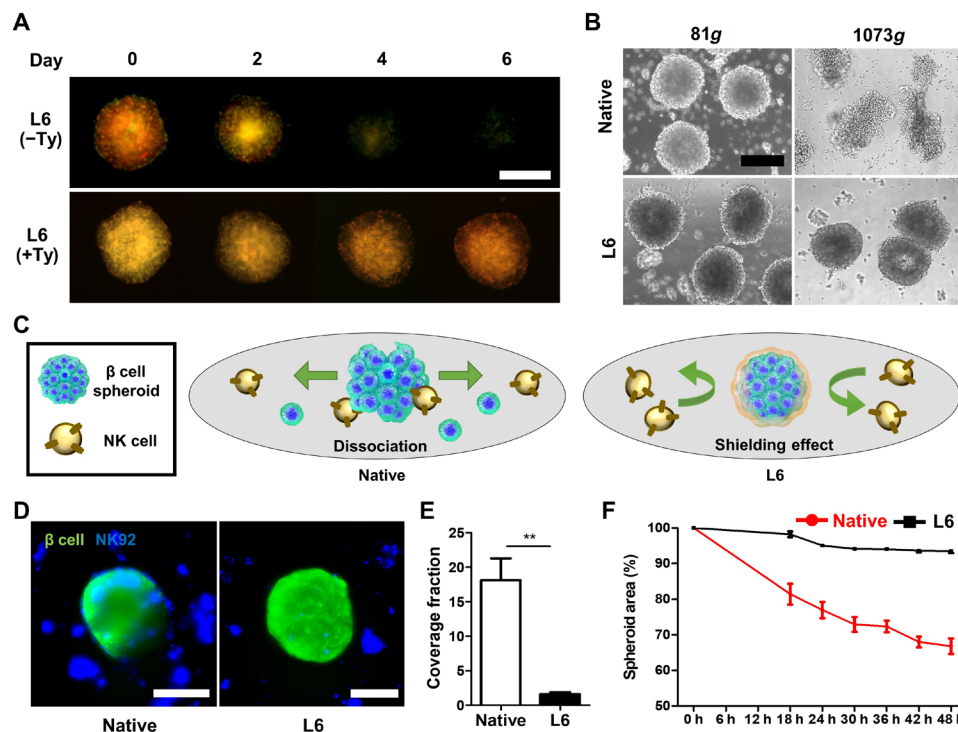 A
Day 0 2 4 6
L6
(−Ty)
L6
(+Ty)
B
81g 1073g
Native
L6
C
β cell
spheroid
NK cell
Dissociation
Native
Shielding effect
L6
D
β cell NK92
Native L6
E
Coverage fraction
25
20
15
10
5
0
**
Native L6
F
Native L6
Spheroid area (%)
100
90
80
70
60
50
0 h 6 h 12 h 18 h 24 h 30 h 36 h 42 h 48 h